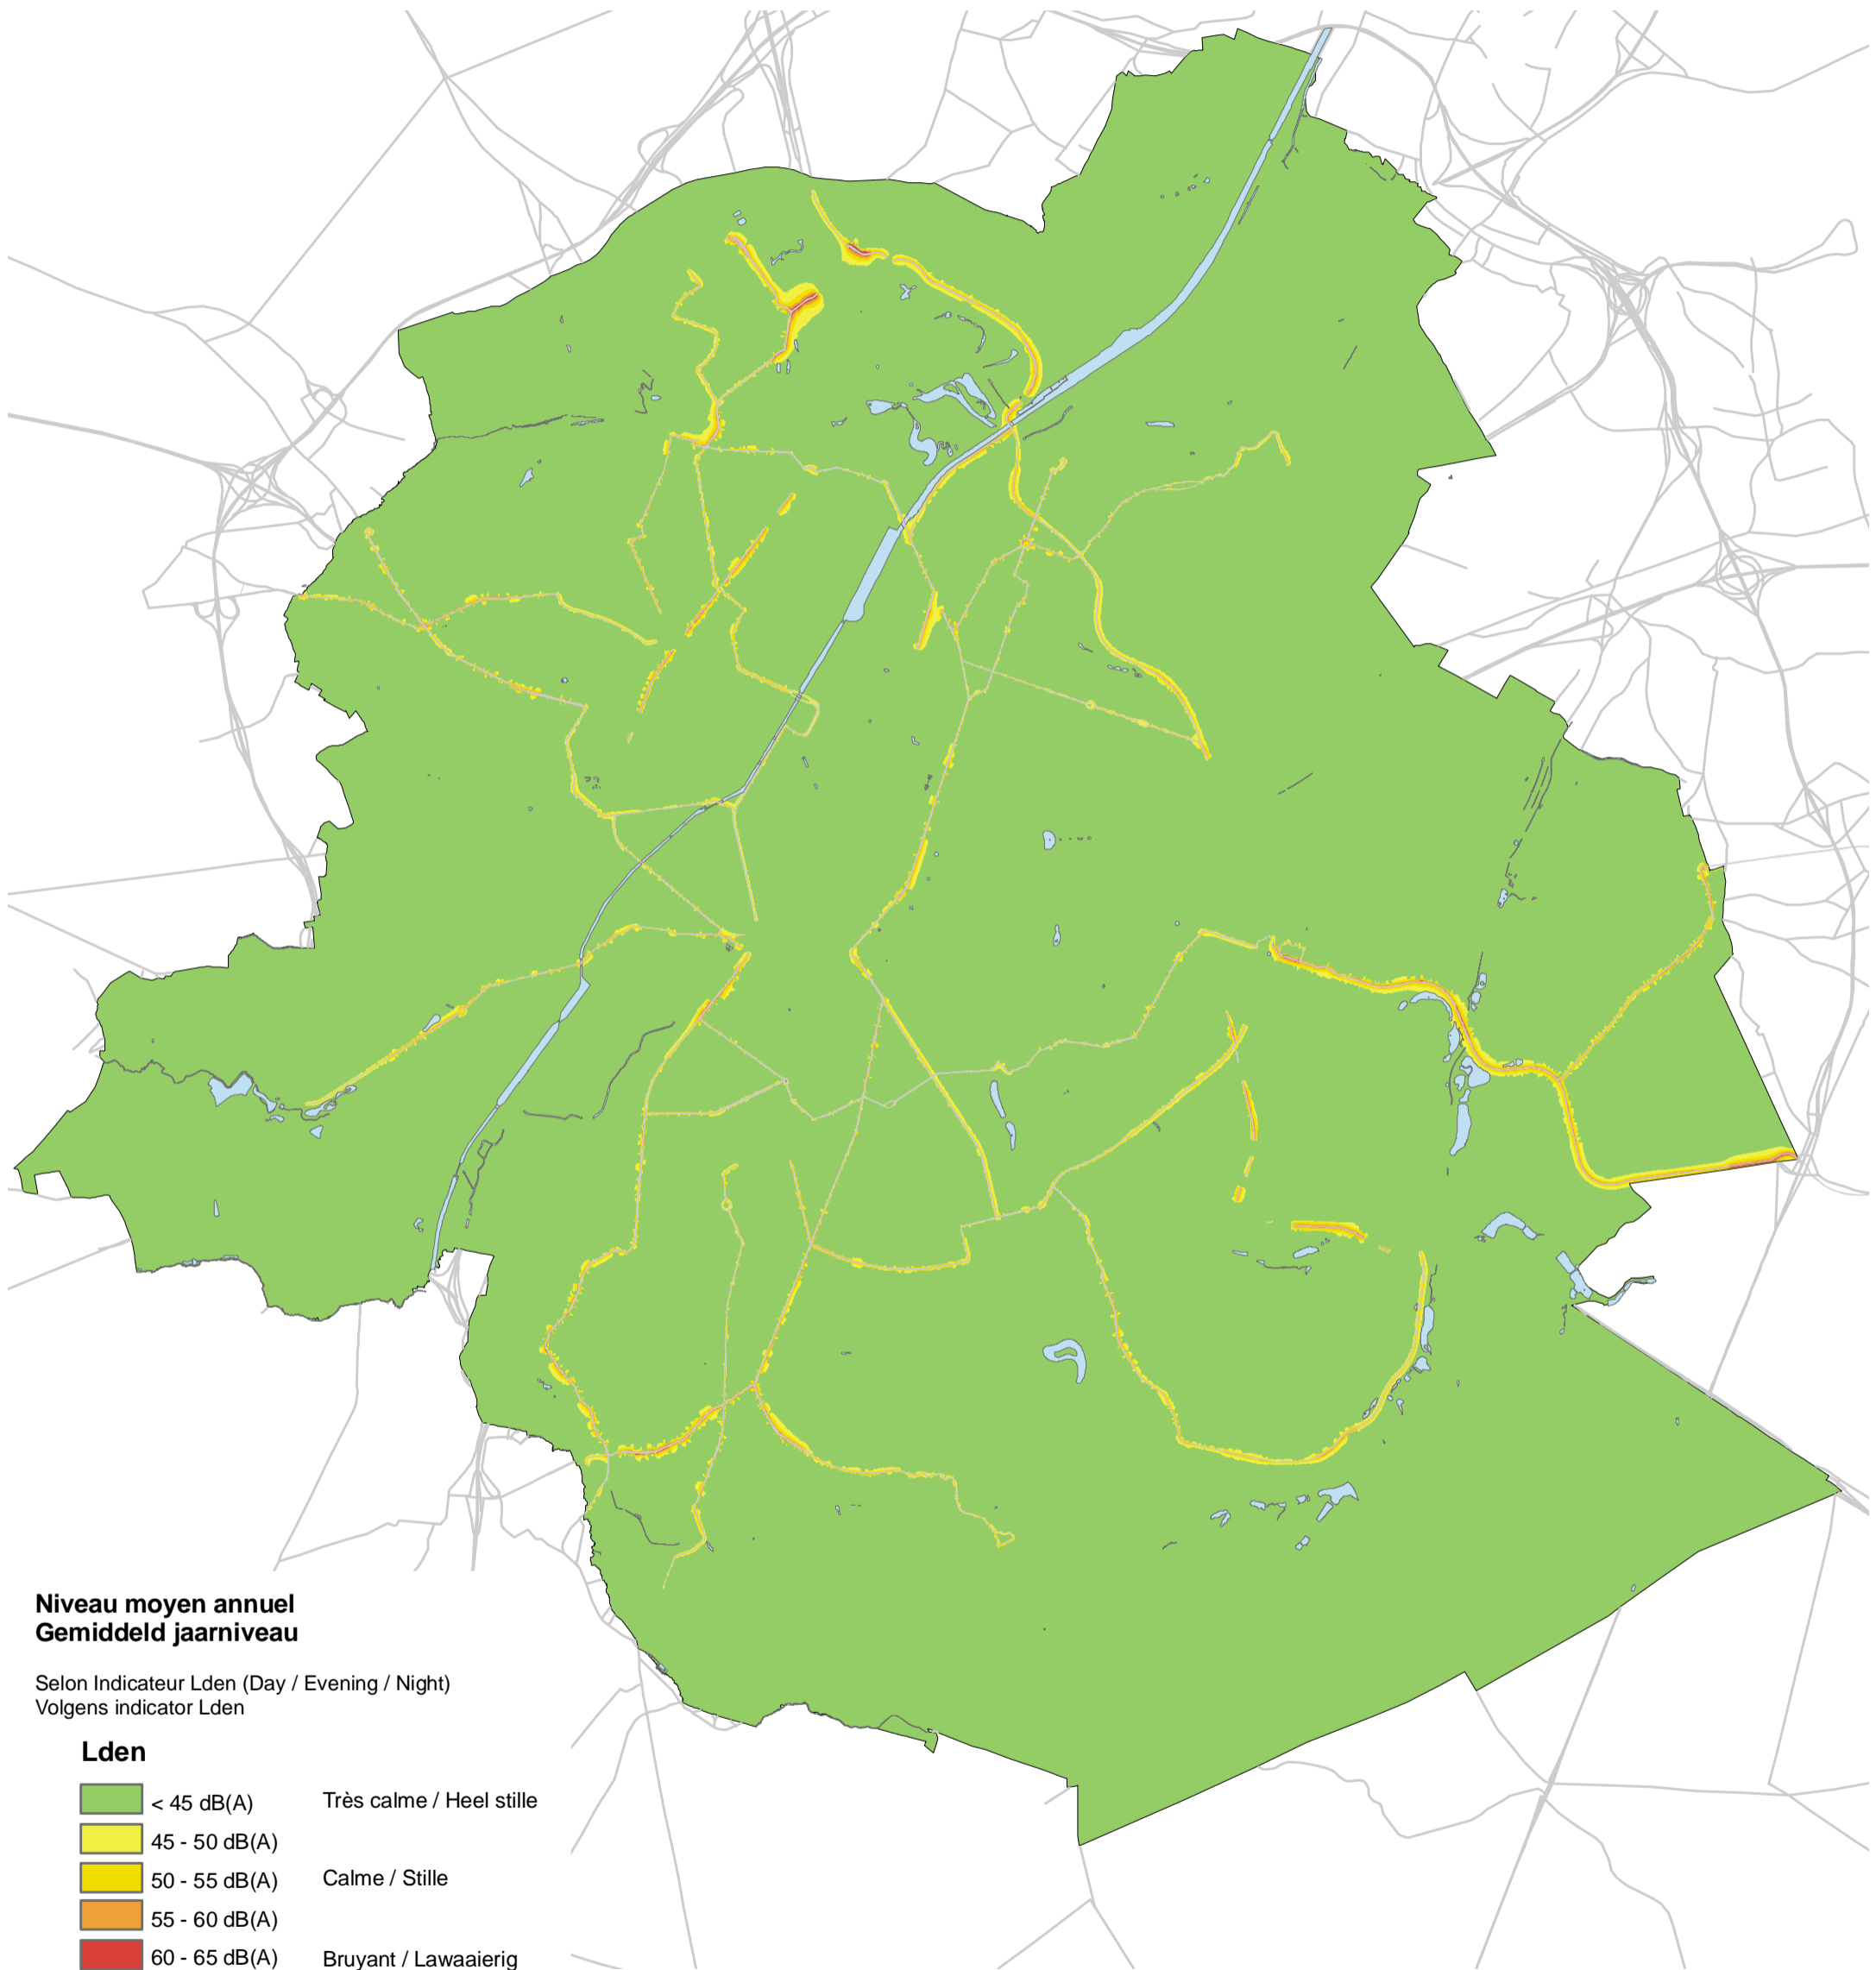 Niveau moyen annuel
Gemiddeld jaarniveau
Selon Indicateur Lden (Day / Evening / Night)
Volgens indicator Lden
Lden
< 45 dB(A) Très calme / Heel stille
45 - 50 dB(A)
50 - 55 dB(A) Calme / Stille
55 - 60 dB(A)
60 - 65 dB(A) Bruyant / Lawaaierig